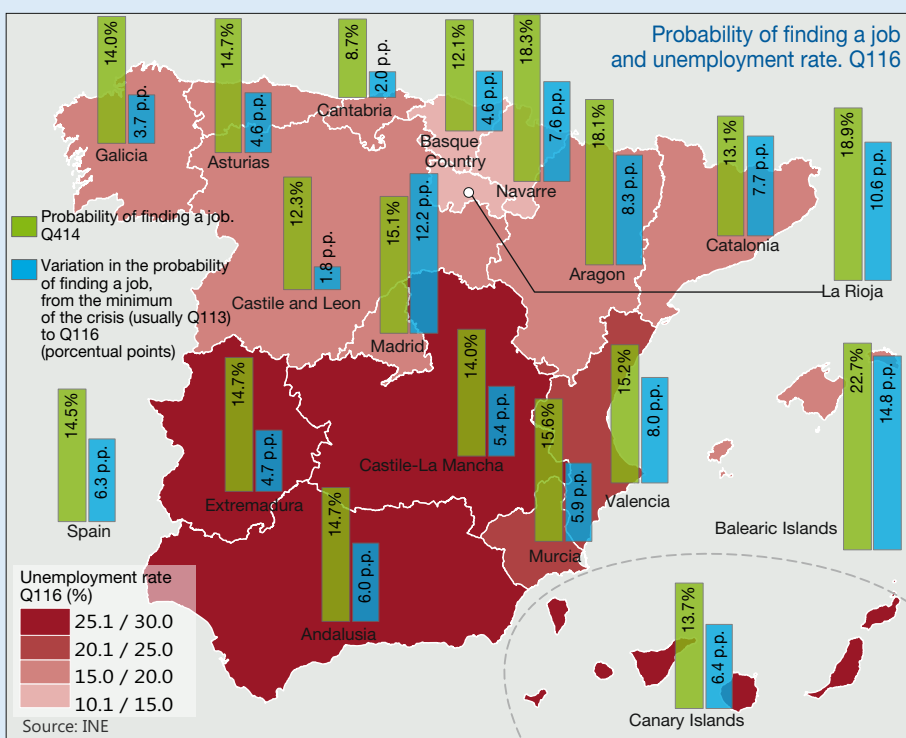 Probability of finding a job
and unemployment rate. Q116
14.0%
3.7 p.p.
Galicia
14.7%
4.6 p.p.
Asturias
8.7%
2.0 p.p.
Cantabria
12.1%
4.6 p.p.
Basque
Country
18.3%
7.6 p.p.
Navarre
18.1%
8.3 p.p.
Aragon
13.1%
7.7 p.p.
Catalonia
18.9%
10.6 p.p.
La Rioja
Probability of finding a job.
Q414
Variation in the probability
of finding a job,
from the minimum
of the crisis (usually Q113)
to Q116
(porcentual points)
12.3%
1.8 p.p.
Castile and Leon
15.1%
12.2 p.p.
Madrid
14.5%
6.3 p.p.
Spain
14.7%
4.7 p.p.
Extremadura
14.0%
5.4 p.p.
Castile-La Mancha
15.6%
5.9 p.p.
Murcia
15.2%
8.0 p.p.
Valencia
22.7%
14.8 p.p.
Balearic Islands
14.7%
6.0 p.p.
Andalusia
13.7%
6.4 p.p.
Canary Islands
Unemployment rate
Q116 (%)
25.1 / 30.0
20.1 / 25.0
15.0 / 20.0
10.1 / 15.0
Source: INE